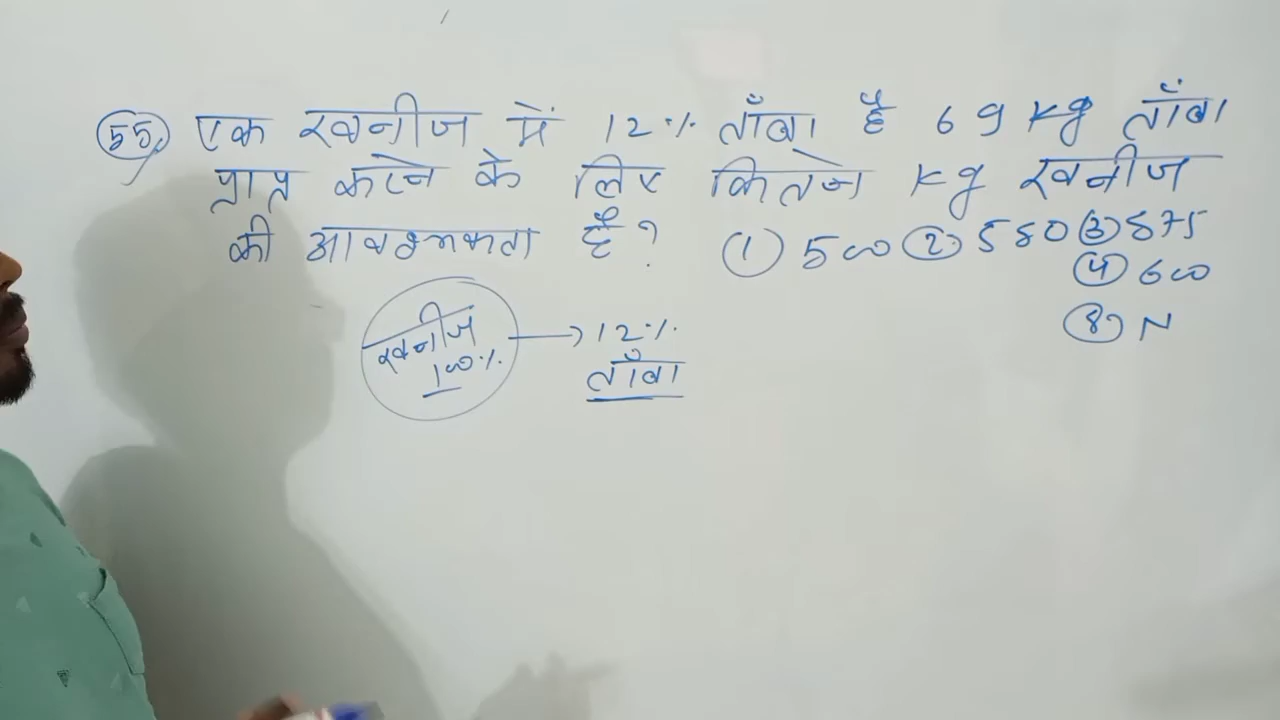 55, एक खनीज में 12% ताँबा है 69 kg ताँबा
प्राप्त करने के लिए कितने kg खनीज
की आवश्यकता है? (1) 500 (2) 550 (3) 575
(4) 600
(5) N
खनीज → 12%
100% ताँबा